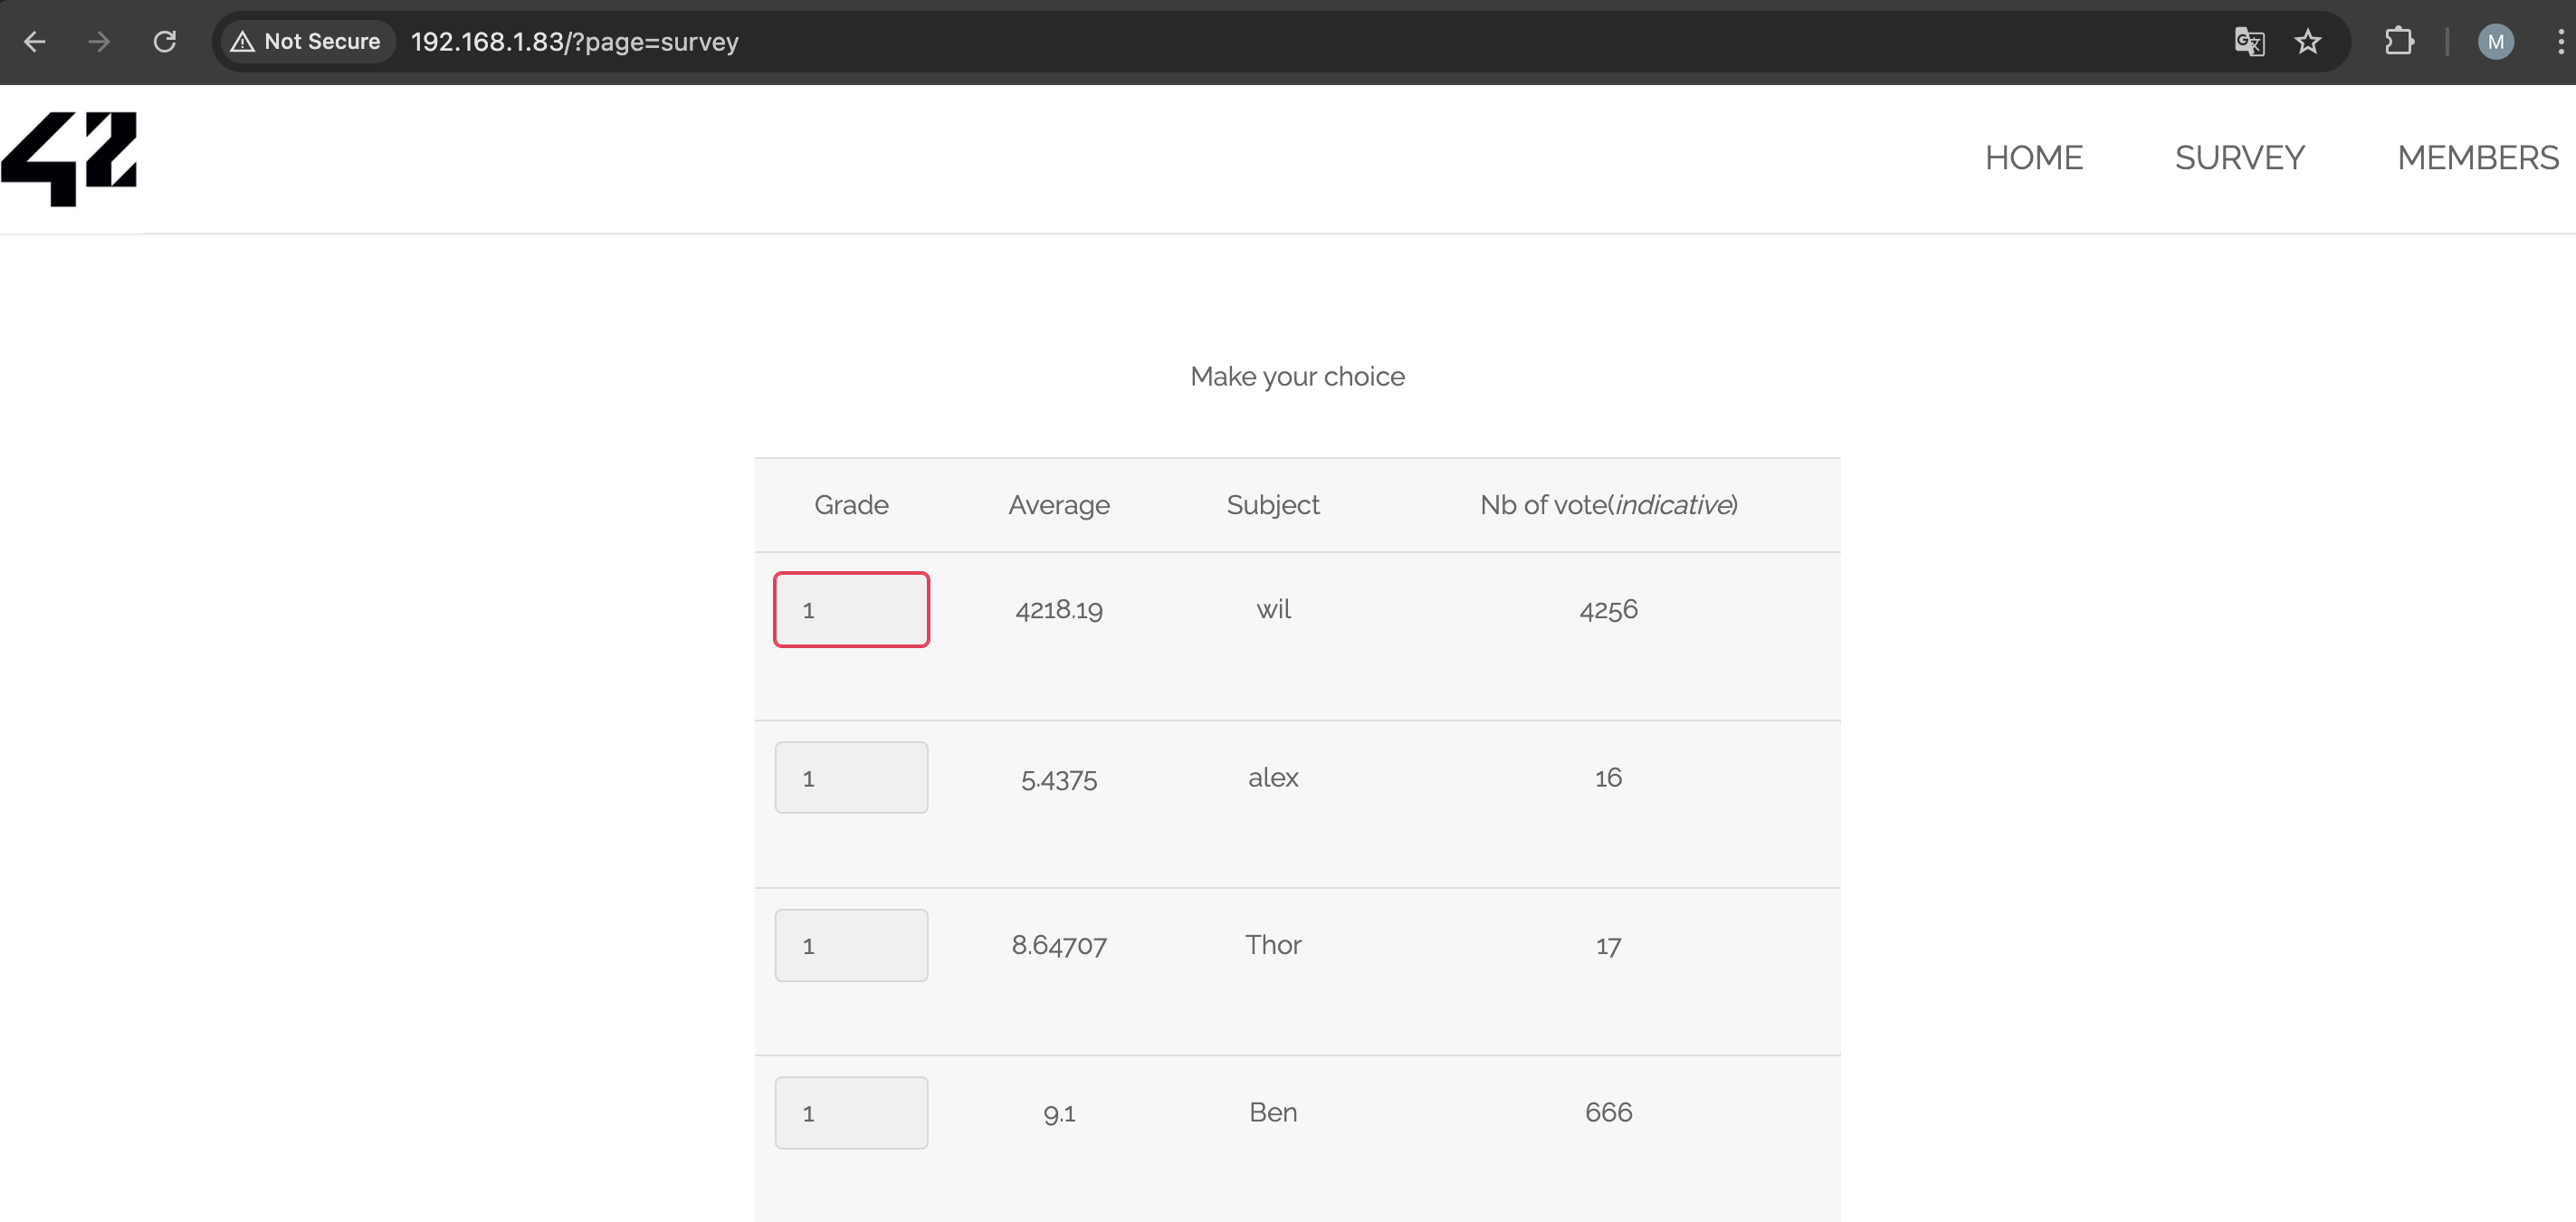 Not Secure 192.168.1.83/?page=survey M
42 HOME SURVEY MEMBERS
Make your choice
Grade Average Subject Nb of vote(indicative)
1 4218.19 wil 4256
1 5.4375 alex 16
1 8.64707 Thor 17
1 9.1 Ben 666